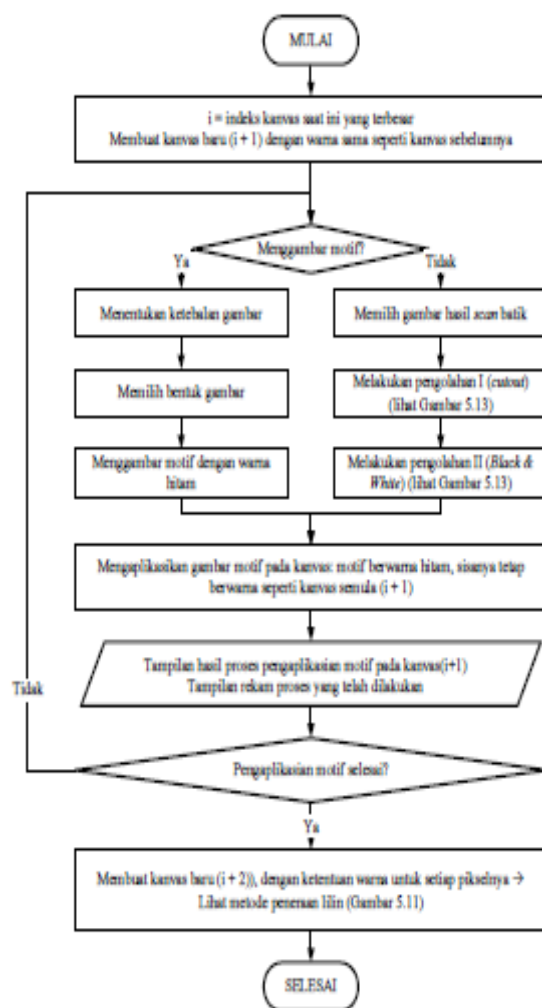 MULAI
i = indeks kanvas saat ini yang terbesar
Membuat kanvas baru (i + 1) dengan warna sama seperti kanvas sebelumnya
Menggambar motif?
Ya
Tidak
Menentukan ketebalan gambar
Memilih gambar hasil scan batik
Memilih bentuk gambar
Melakukan pengolahan I (cutout)
(lihat Gambar 5.13)
Menggambar motif dengan warna
hitam
Melakukan pengolahan II (Black &
White) (lihat Gambar 5.13)
Mengaplikasikan gambar motif pada kanvas: motif berwarna hitam, sisanya tetap
berwarna seperti kanvas semula (i + 1)
Tampilan hasil proses pengaplikasian motif pada kanvas(i+1)
Tampilan rekam proses yang telah dilakukan
Tidak
Pengaplikasian motif selesai?
Ya
Membuat kanvas baru (i + 2)), dengan ketentuan warna untuk setiap pikselnya →
Lihat metode peneraan lilin (Gambar 5.11)
SELESAI